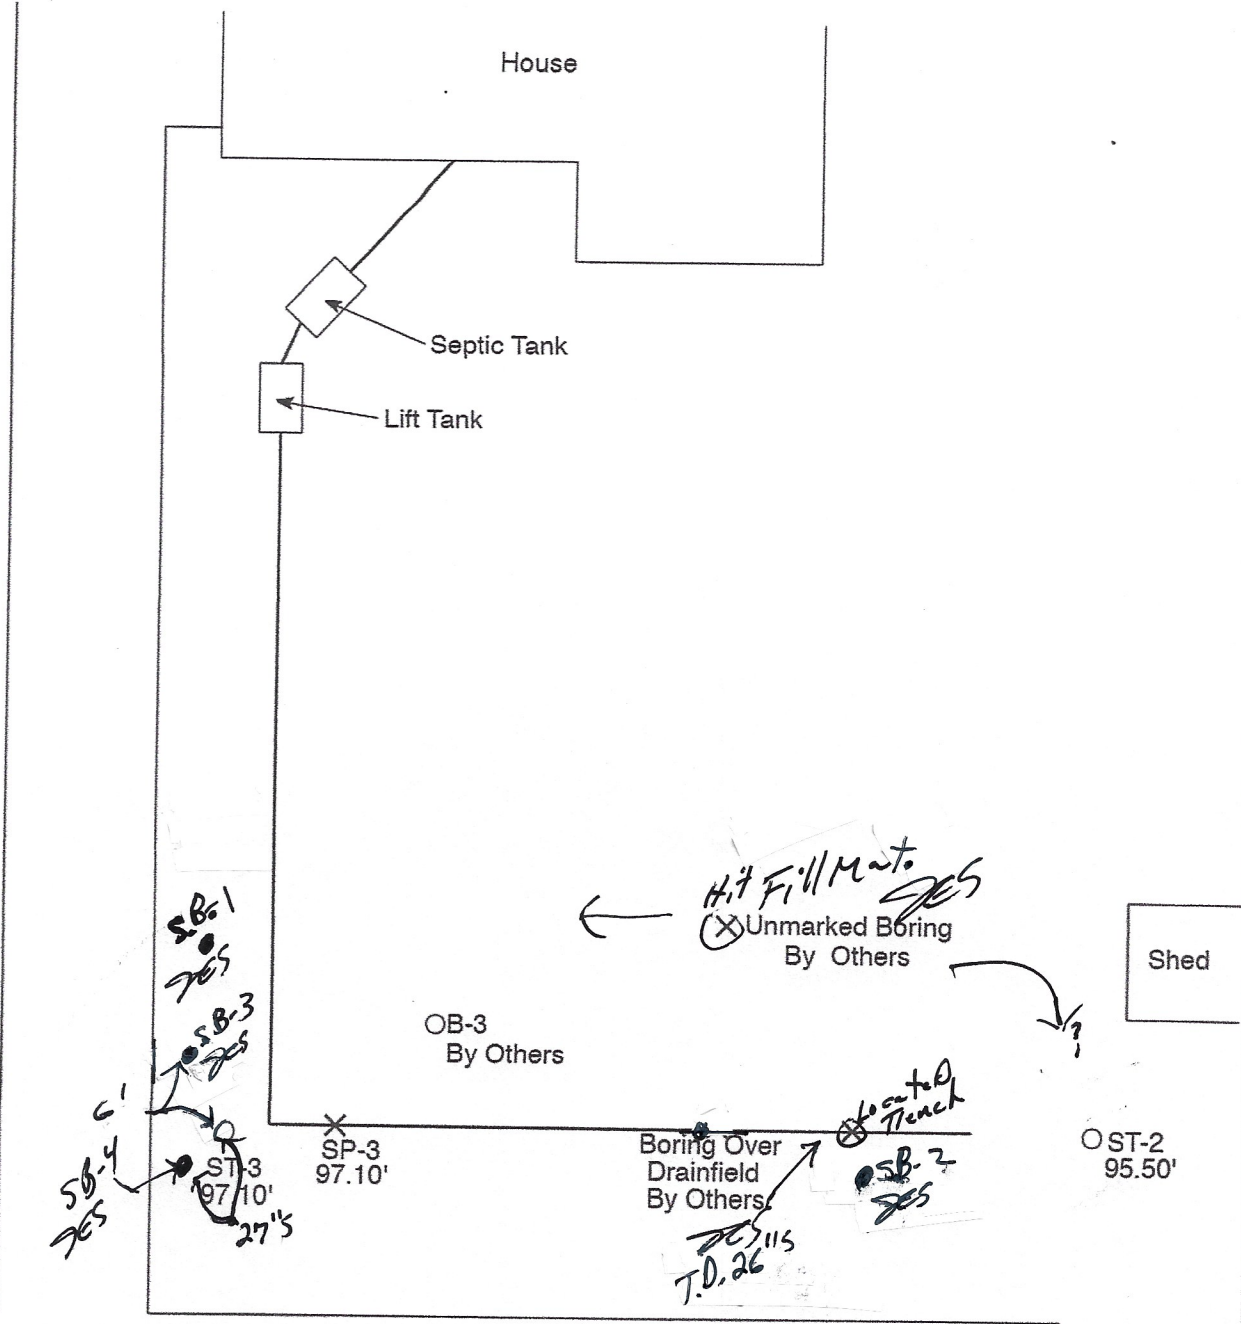 House
Septic Tank
Lift Tank
Hit Fill Mat.
JES
Unmarked Boring
By Others
Shed
?
SB-1
JES
SB-3
JES
B-3
By Others
6'
Located
Trench
SP-3
97.10'
Boring Over
Drainfield
By Others
ST-2
95.50'
SB-4
JES
ST-3
97.10'
27"s
SB-2
JES
JES
T.D. 26"s